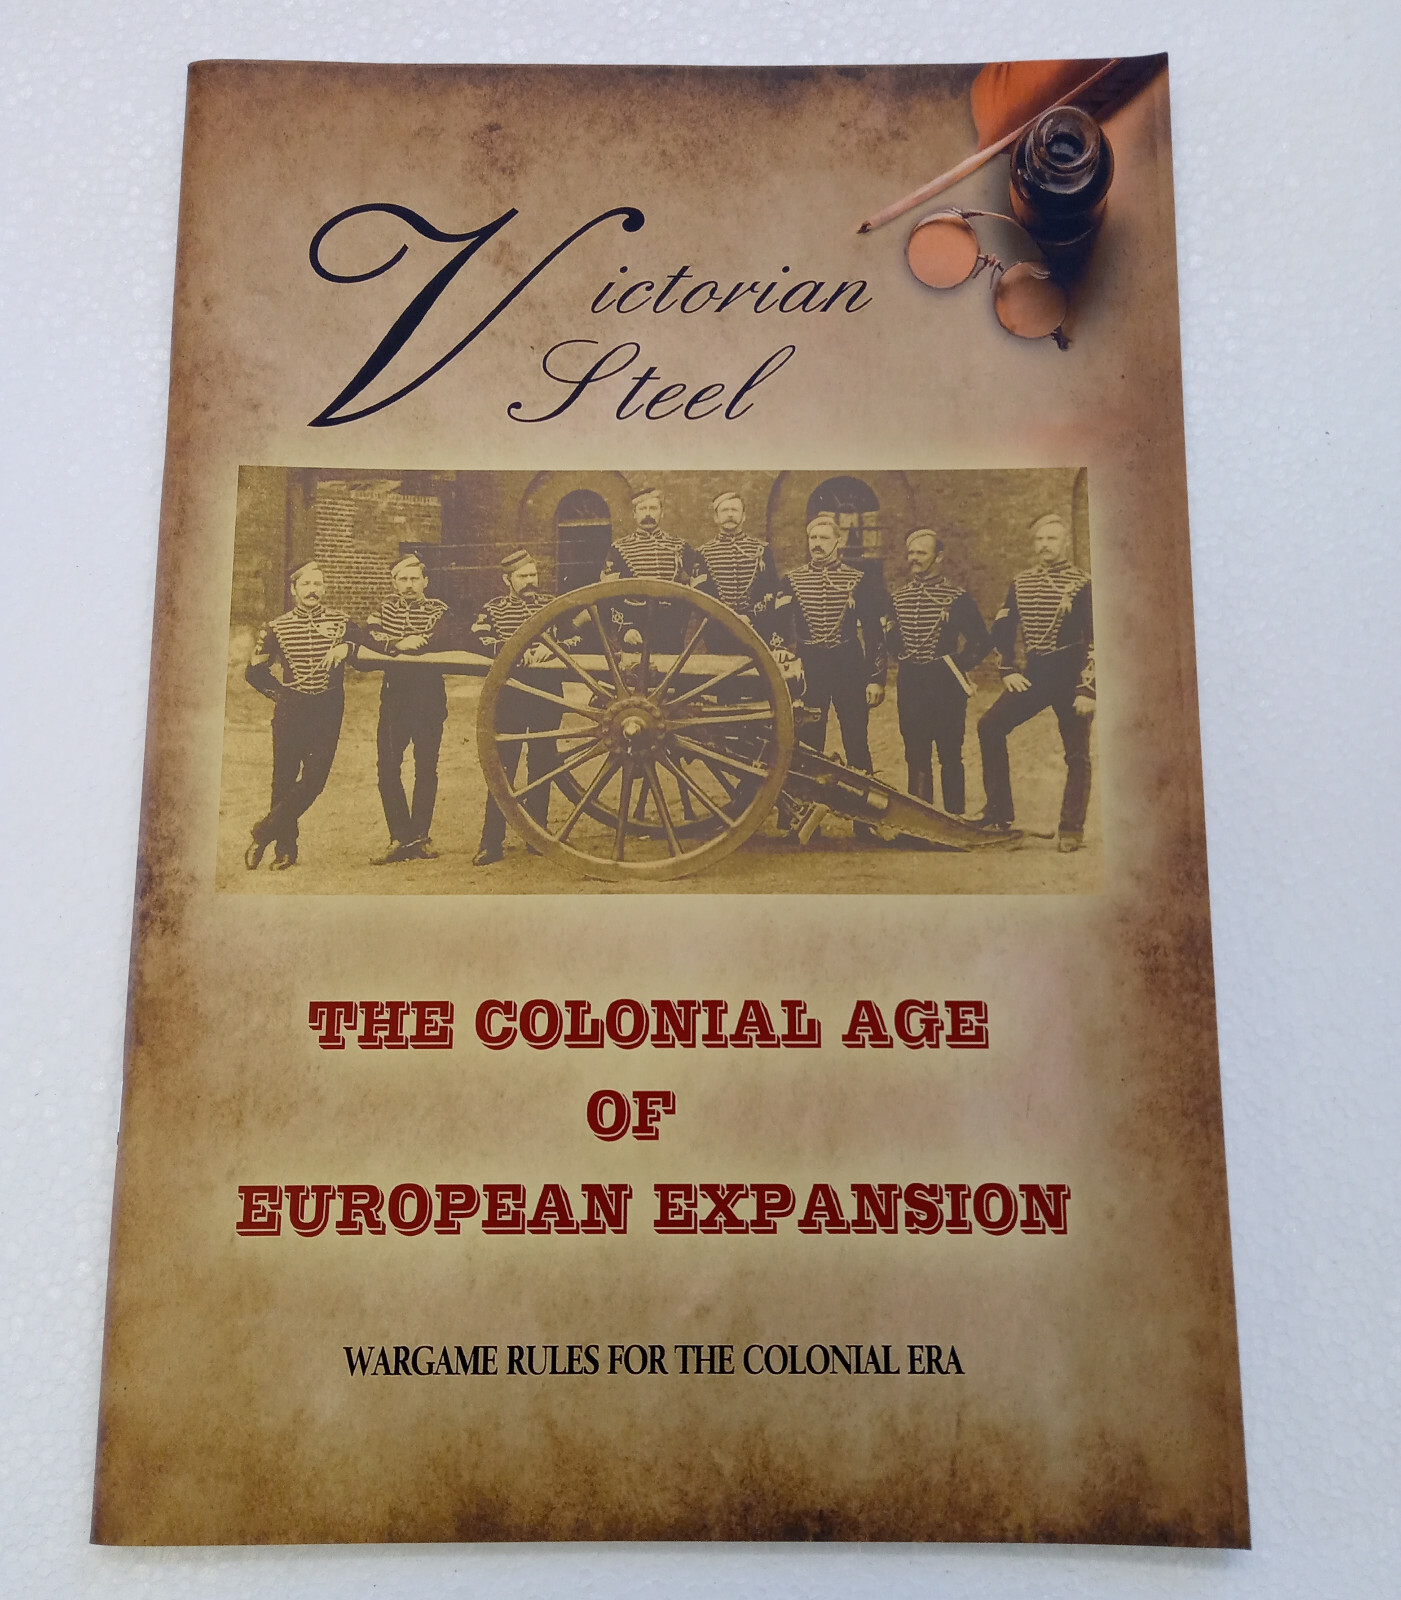 Victorian
Steel
THE COLONIAL AGE
OF
EUROPEAN EXPANSION
WARGAME RULES FOR THE COLONIAL ERA